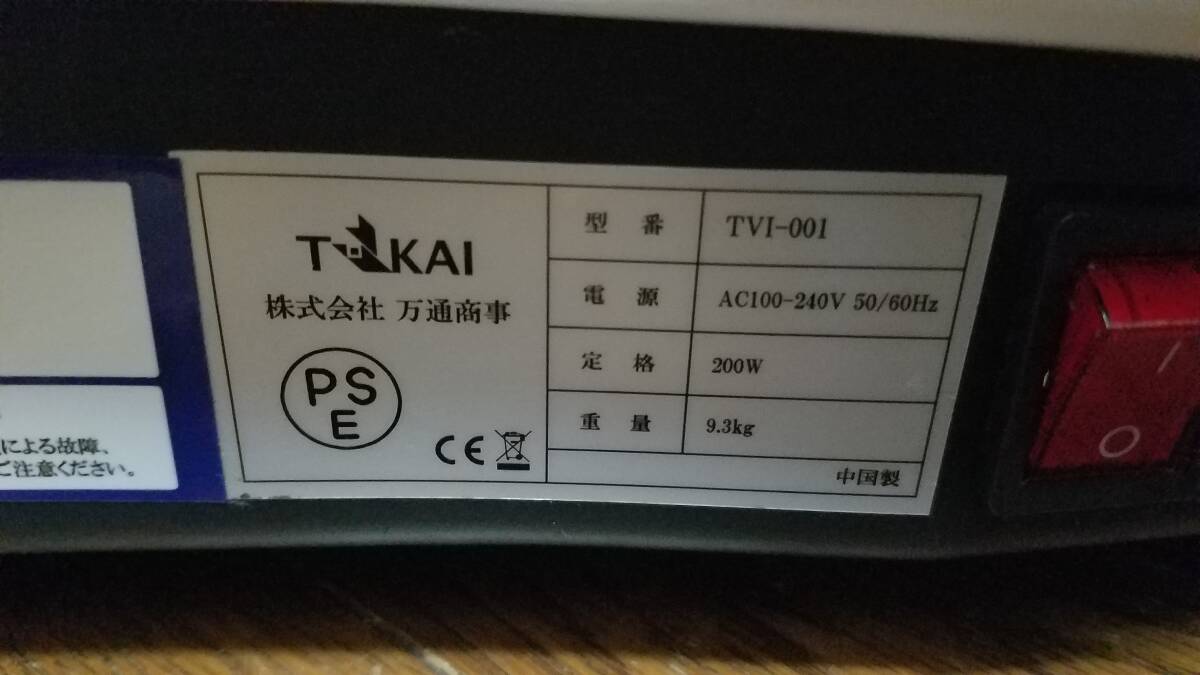 TOKAI
株式会社 万通商事
PSE
CE
型 番 TVI-001
電 源 AC100-240V 50/60Hz
定 格 200W
重 量 9.3kg
中国製
による故障、
ご注意ください。